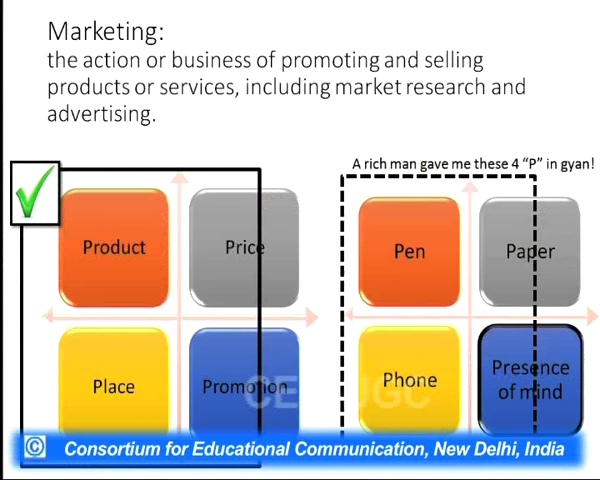 Marketing:
the action or business of promoting and selling
products or services, including market research and
advertising.
A rich man gave me these 4 “P” in gyan!
Product
Price
Pen
Paper
Place
Promotion
Phone
Presence
of mind
© Consortium for Educational Communication, New Delhi, India